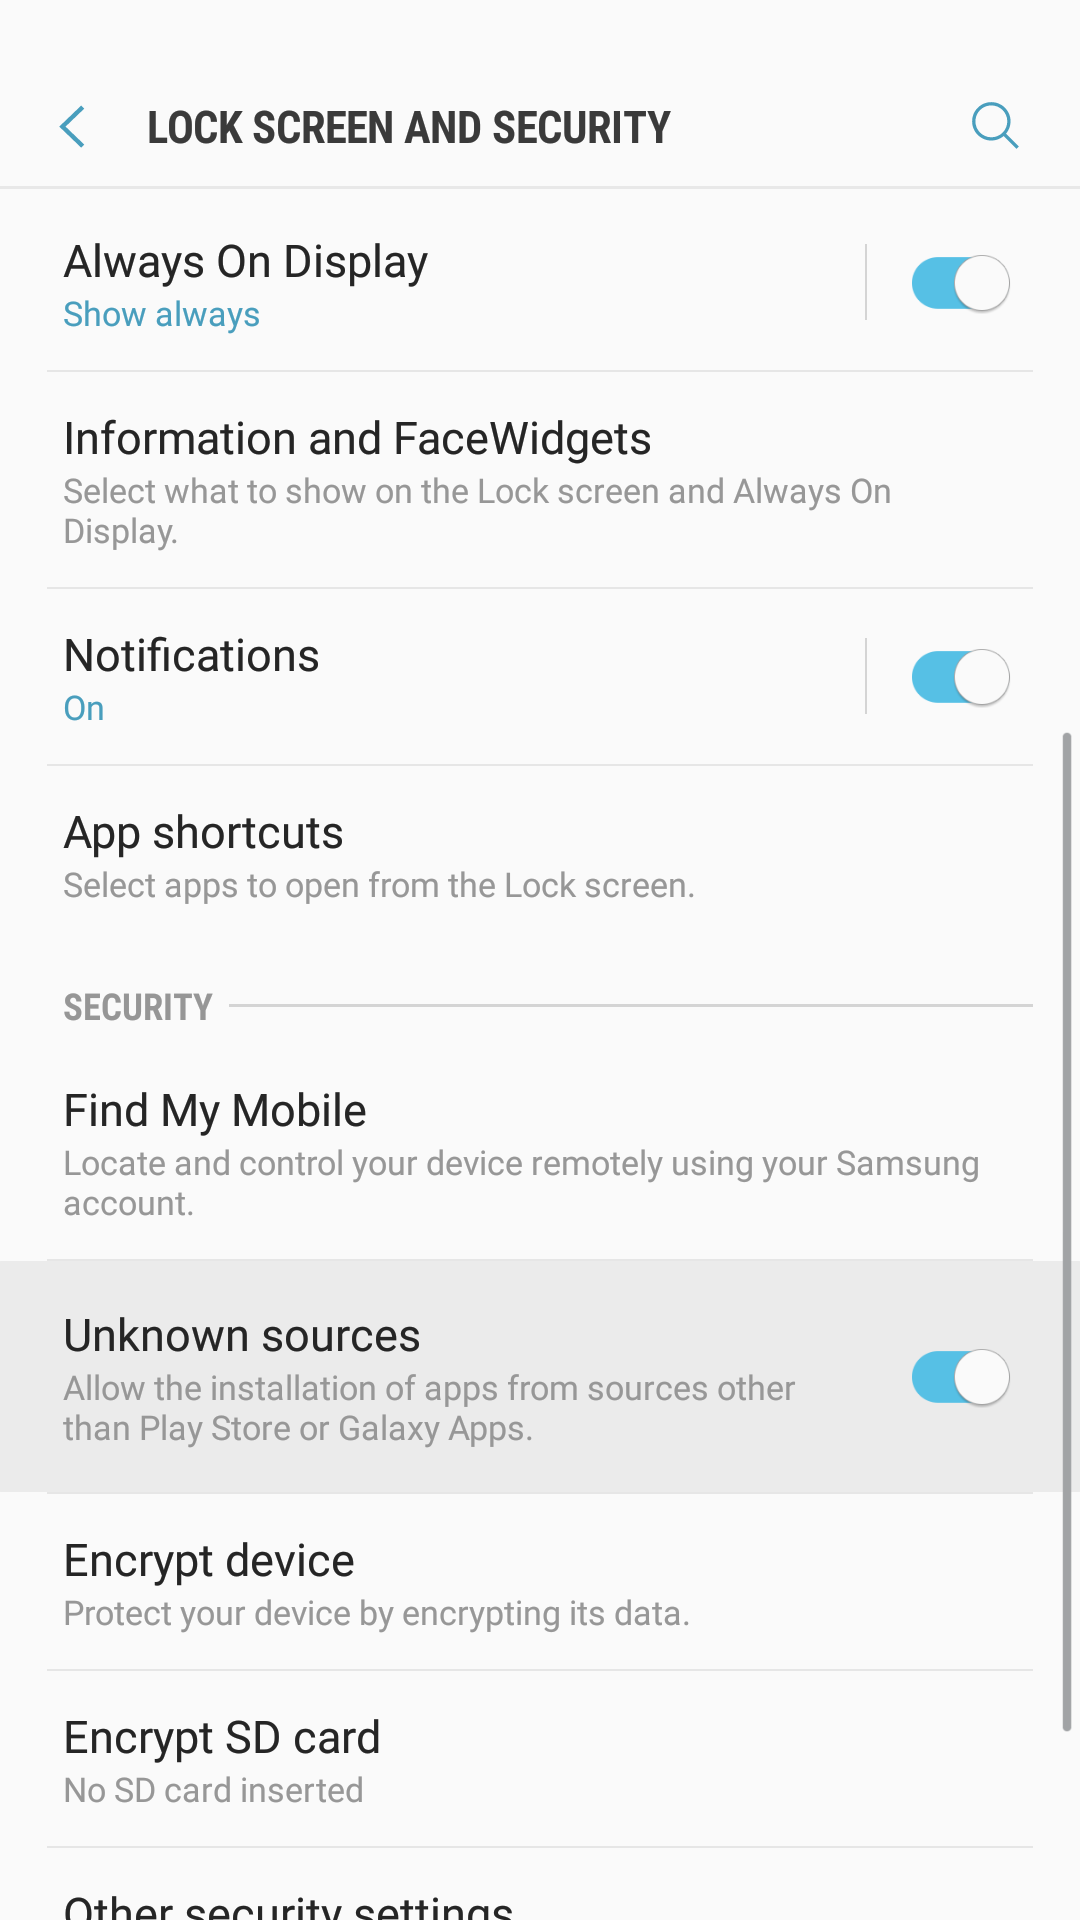 LOCK SCREEN AND SECURITY
Always On Display
Show always
Information and FaceWidgets
Select what to show on the Lock screen and Always On
Display.
Notifications
On
App shortcuts
Select apps to open from the Lock screen.
SECURITY
Find My Mobile
Locate and control your device remotely using your Samsung
account.
Unknown sources
Allow the installation of apps from sources other
than Play Store or Galaxy Apps.
Encrypt device
Protect your device by encrypting its data.
Encrypt SD card
No SD card inserted
Other security settings